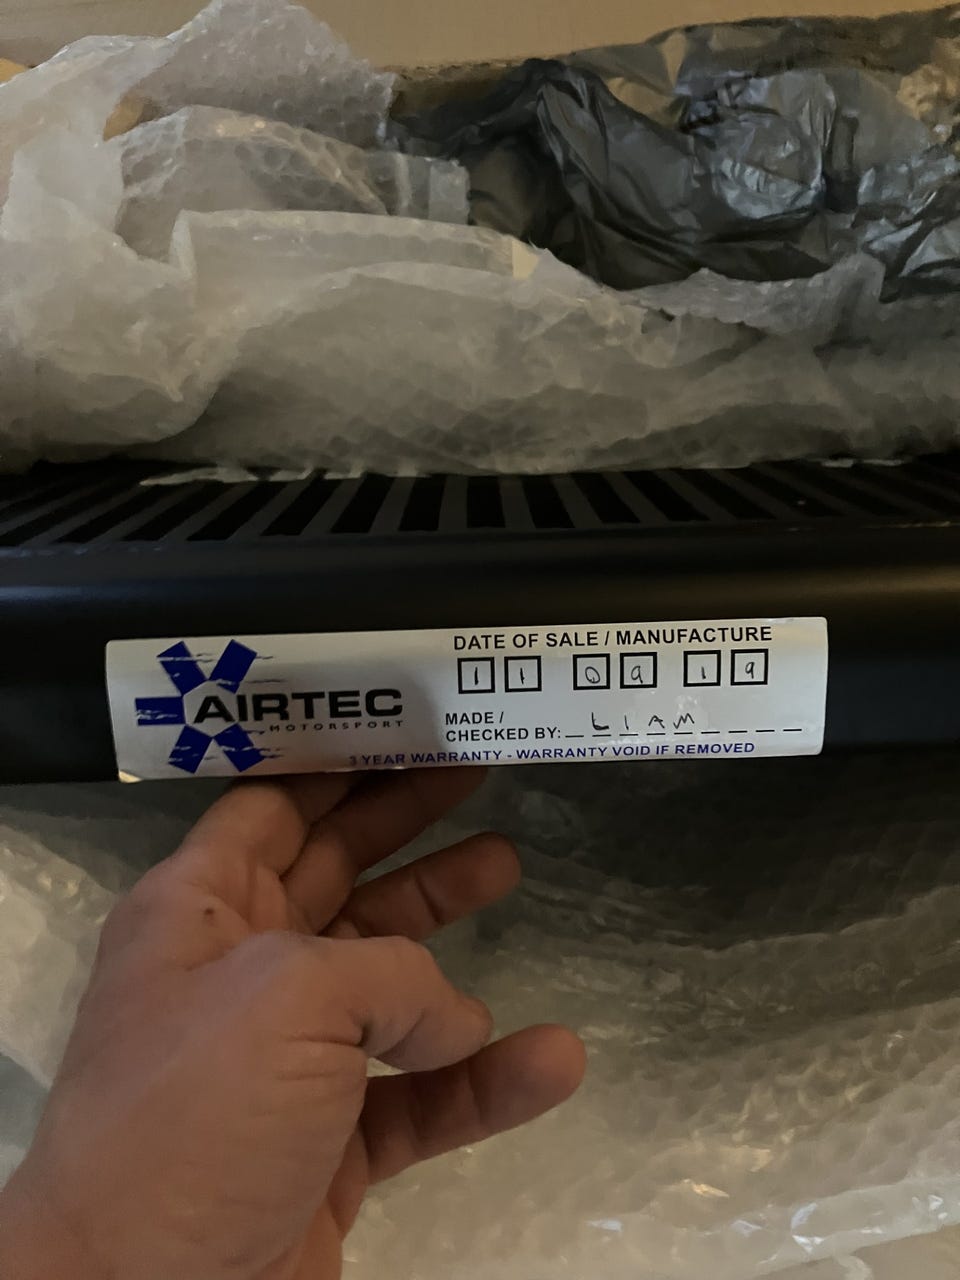 AIRTEC
MOTORSPORT
DATE OF SALE / MANUFACTURE
11 09 19
MADE /
CHECKED BY: LIAM
3 YEAR WARRANTY - WARRANTY VOID IF REMOVED